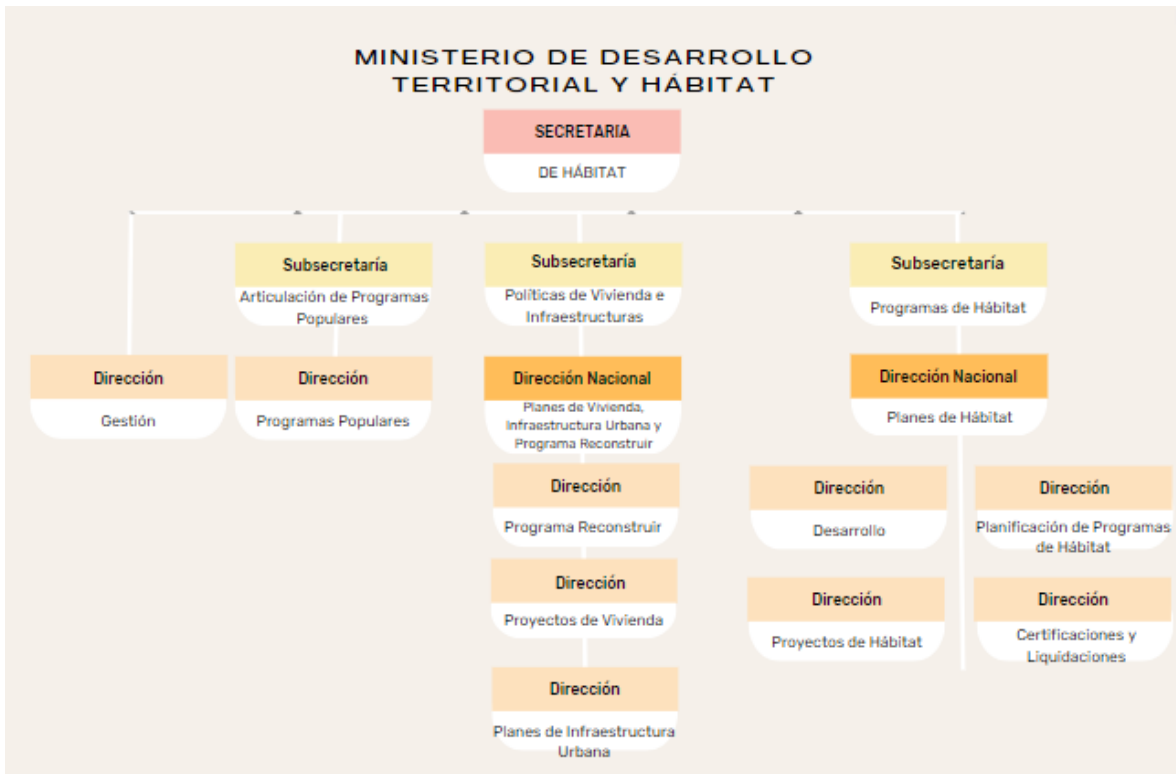 MINISTERIO DE DESARROLLO
TERRITORIAL Y HÁBITAT
SECRETARIA
DE HÁBITAT
Subsecretaría
Articulación de Programas
Populares
Subsecretaría
Políticas de Vivienda e
Infraestructuras
Subsecretaría
Programas de Hábitat
Dirección
Gestión
Dirección
Programas Populares
Dirección Nacional
Planes de Vivienda,
Infraestructura Urbana y
Programa Reconstruir
Dirección Nacional
Planes de Hábitat
Dirección
Programa Reconstruir
Dirección
Proyectos de Vivienda
Dirección
Planes de Infraestructura
Urbana
Dirección
Desarrollo
Dirección
Planificación de Programas
de Hábitat
Dirección
Proyectos de Hábitat
Dirección
Certificaciones y
Liquidaciones